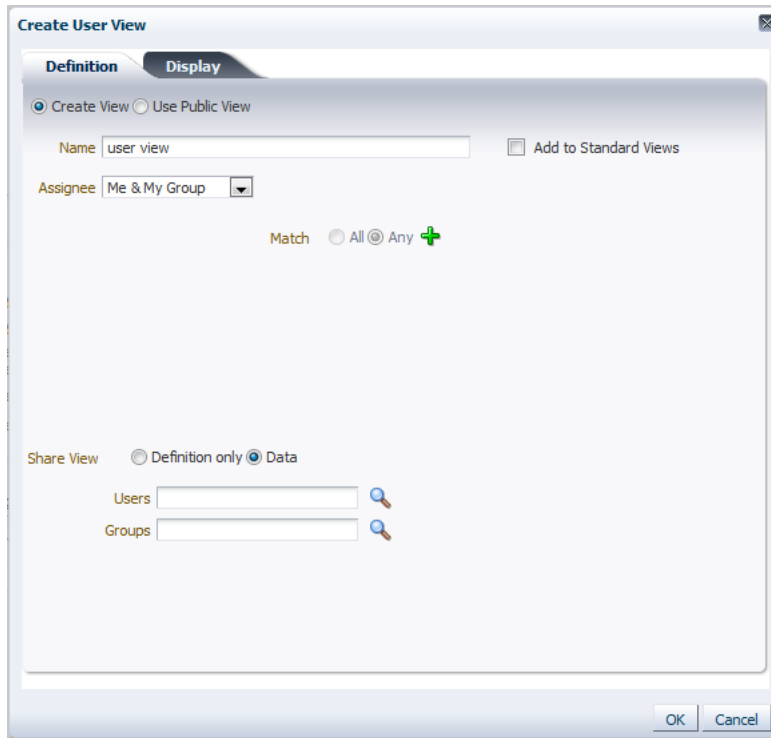 Create User View
Definition Display
Create View Use Public View
Name user view Add to Standard Views
Assignee Me & My Group
Match All Any
Share View Definition only Data
Users
Groups
OK Cancel